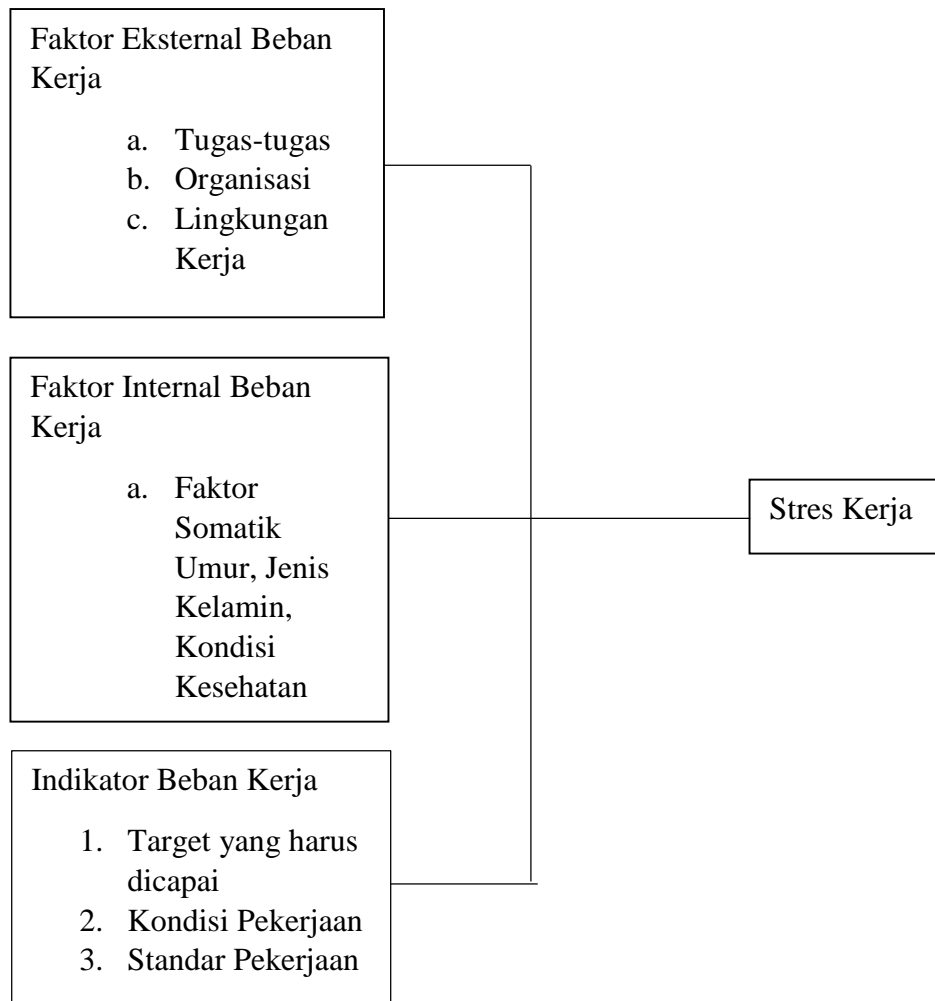 Faktor Eksternal Beban
Kerja
a. Tugas-tugas
b. Organisasi
c. Lingkungan
Kerja
Faktor Internal Beban
Kerja
a. Faktor
Somatik
Umur, Jenis
Kelamin,
Kondisi
Kesehatan
Stres Kerja
Indikator Beban Kerja
1. Target yang harus
dicapai
2. Kondisi Pekerjaan
3. Standar Pekerjaan